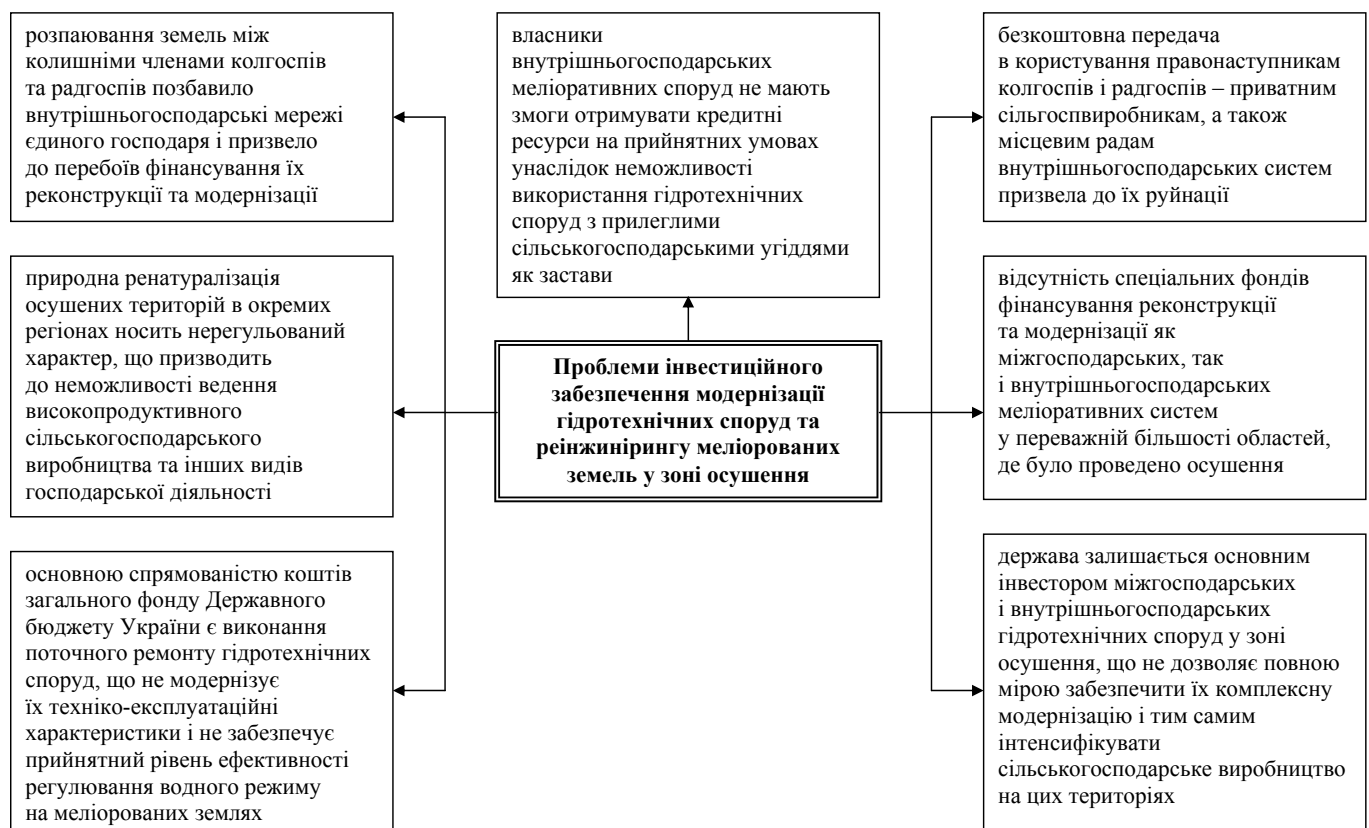 розпаювання земель між
колишніми членами колгоспів
та радгоспів позбавило
внутрішньогосподарські мережі
єдиного господаря і призвело
до перебоїв фінансування їх
реконструкції та модернізації
природна ренатуралізація
осушених територій в окремих
регіонах носить нерегульований
характер, що призводить
до неможливості ведення
високопродуктивного
сільськогосподарського
виробництва та інших видів
господарської діяльності
основною спрямованістю коштів
загального фонду Державного
бюджету України є виконання
поточного ремонту гідротехнічних
споруд, що не модернізує
їх техніко-експлуатаційні
характеристики і не забезпечує
прийнятний рівень ефективності
регулювання водного режиму
на меліорованих землях
власники
внутрішньогосподарських
меліоративних споруд не мають
змоги отримувати кредитні
ресурси на прийнятних умовах
унаслідок неможливості
використання гідротехнічних
споруд з прилеглими
сільськогосподарськими угіддями
як застави
Проблеми інвестиційного
забезпечення модернізації
гідротехнічних споруд та
реінжинірингу меліорованих
земель у зоні осушення
безкоштовна передача
в користування правонаступникам
колгоспів і радгоспів – приватним
сільгоспвиробникам, а також
місцевим радам
внутрішньогосподарських систем
призвела до їх руйнації
відсутність спеціальних фондів
фінансування реконструкції
та модернізації як
міжгосподарських, так
і внутрішньогосподарських
меліоративних систем
у переважній більшості областей,
де було проведено осушення
держава залишається основним
інвестором міжгосподарських
і внутрішньогосподарських
гідротехнічних споруд у зоні
осушення, що не дозволяє повною
мірою забезпечити їх комплексну
модернізацію і тим самим
інтенсифікувати
сільськогосподарське виробництво
на цих територіях